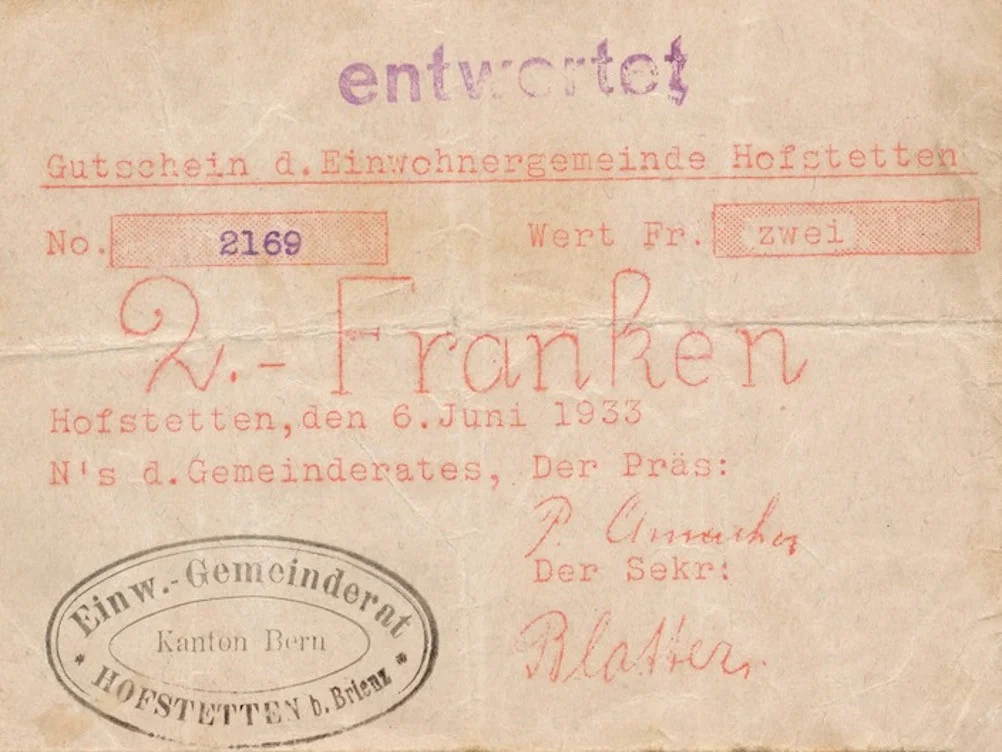 entwertet
Gutschein d.Einwohnergemeinde Hofstetten
No. 2169 Wert Fr. zwei
2.- Franken
Hofstetten,den 6.Juni 1933
N's d.Gemeinderates, Der Präs:
P. Amacher
Der Sekr:
Blatter.
Einw.-Gemeinderat
Kanton Bern
* HOFSTETTEN b. Brienz *